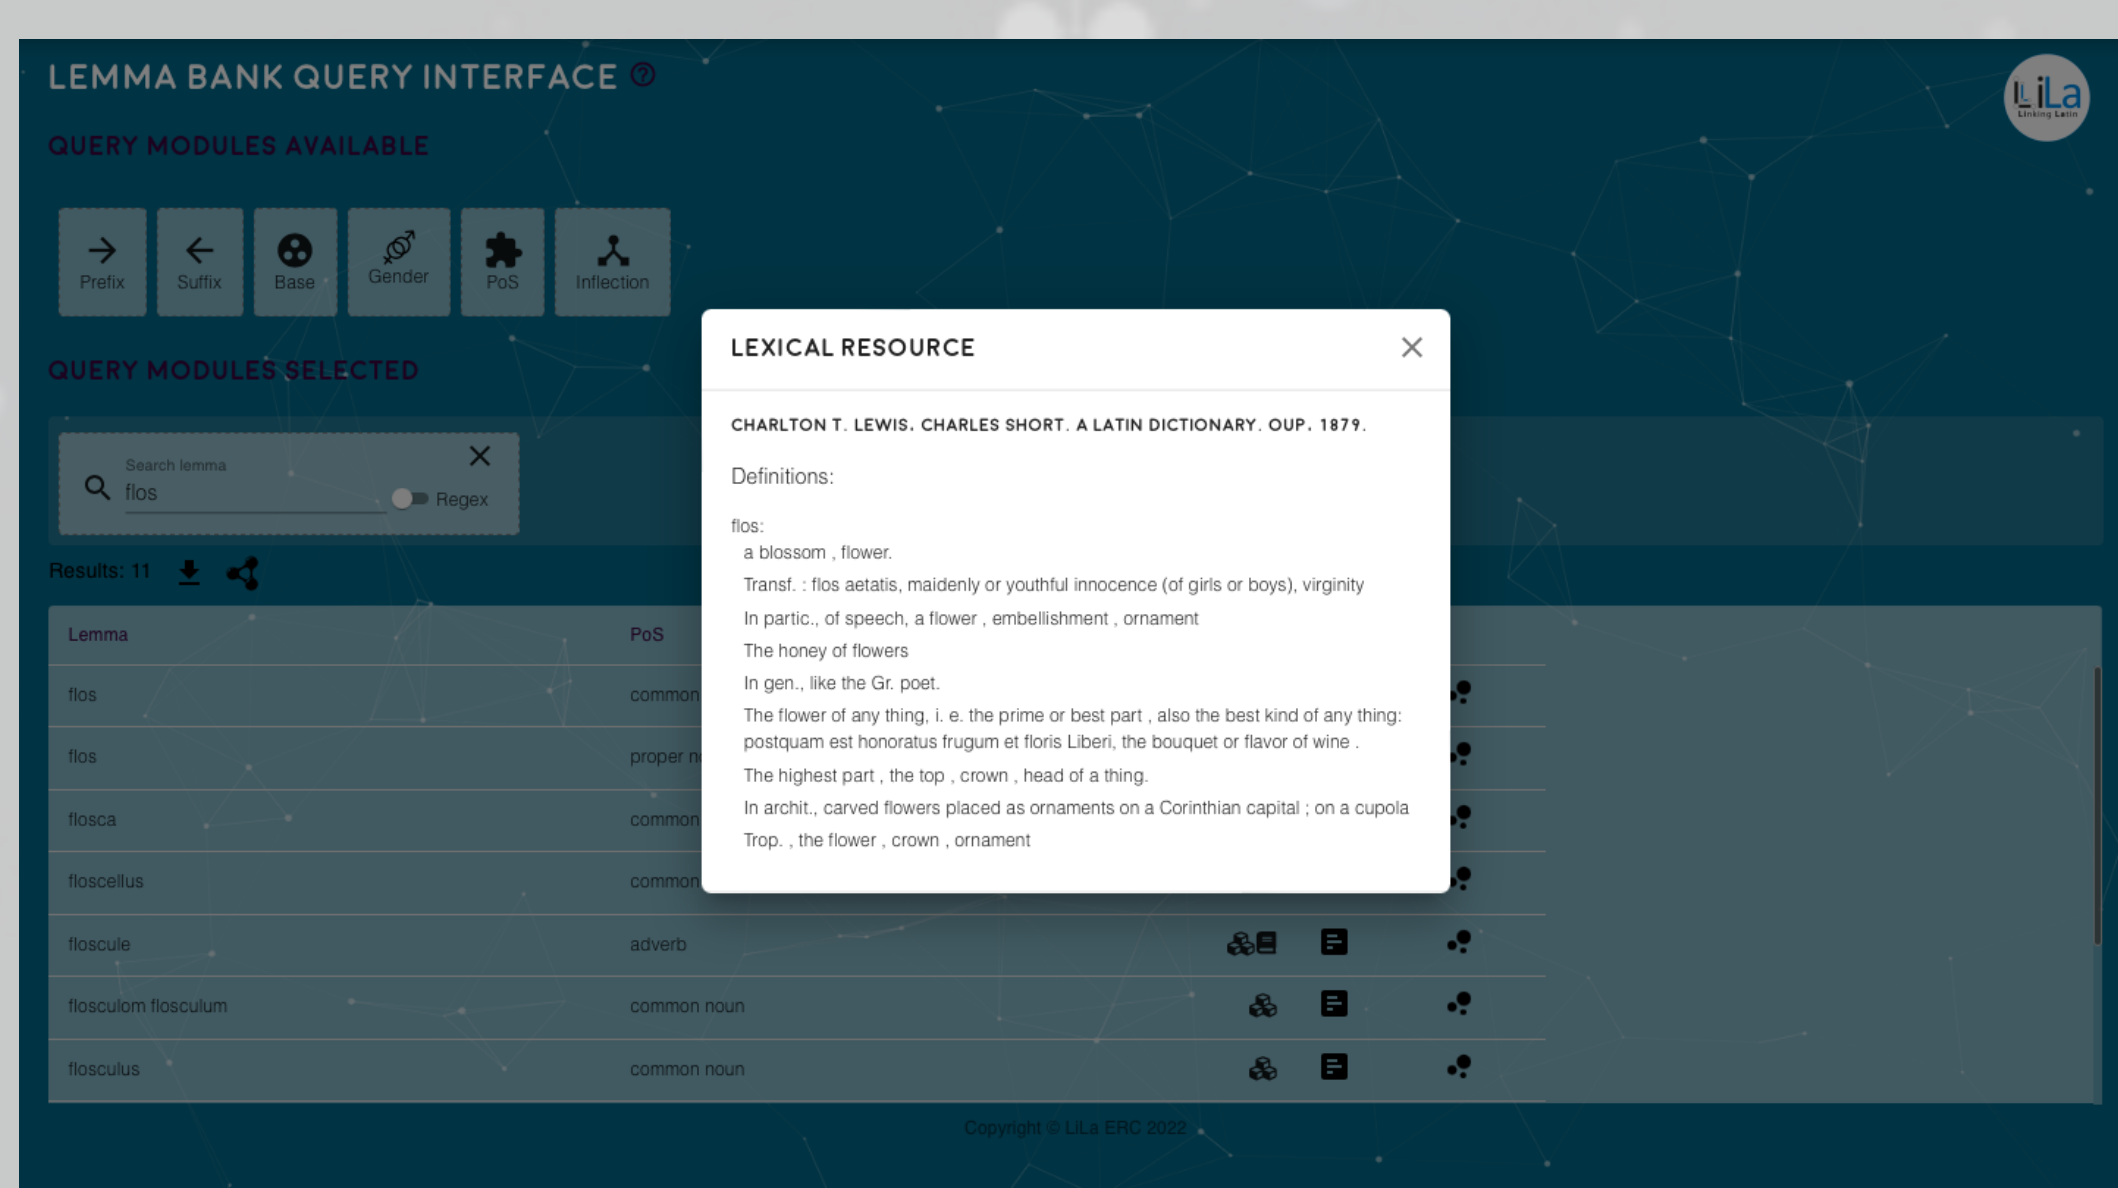 LEMMA BANK QUERY INTERFACE ?
LiLa
Linking Latin
QUERY MODULES AVAILABLE
Prefix
Suffix
Base
Gender
PoS
Inflection
QUERY MODULES SELECTED
Search lemma
flos
Regex
Results: 11
Lemma PoS
flos common
flos proper
flosca common
floscellus common
floscule adverb
flosculom flosculum common noun
flosculus common noun
LEXICAL RESOURCE
CHARLTON T. LEWIS, CHARLES SHORT. A LATIN DICTIONARY. OUP, 1879.
Definitions:
flos:
a blossom , flower.
Transf. : flos aetatis, maidenly or youthful innocence (of girls or boys), virginity
In partic., of speech, a flower , embellishment , ornament
The honey of flowers
In gen., like the Gr. poet.
The flower of any thing, i. e. the prime or best part , also the best kind of any thing:
postquam est honoratus frugum et floris Liberi, the bouquet or flavor of wine .
The highest part , the top , crown , head of a thing.
In archit., carved flowers placed as ornaments on a Corinthian capital ; on a cupola
Trop. , the flower , crown , ornament
Copyright © LiLa ERC 2022